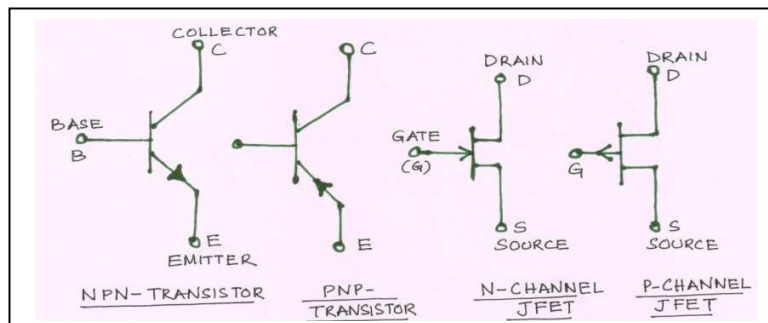 COLLECTOR
C
BASE
B
E
EMITTER
NPN-TRANSISTOR
C
E
PNP-
TRANSISTOR
DRAIN
D
GATE
(G)
S
SOURCE
N-CHANNEL
JFET
DRAIN
D
G
S
SOURCE
P-CHANNEL
JFET